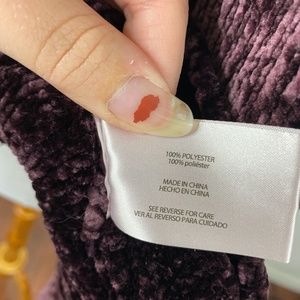 100% POLYESTER
100% poliéster
MADE IN CHINA
HECHO EN CHINA
SEE REVERSE FOR CARE
VER AL REVERSO PARA CUIDADO